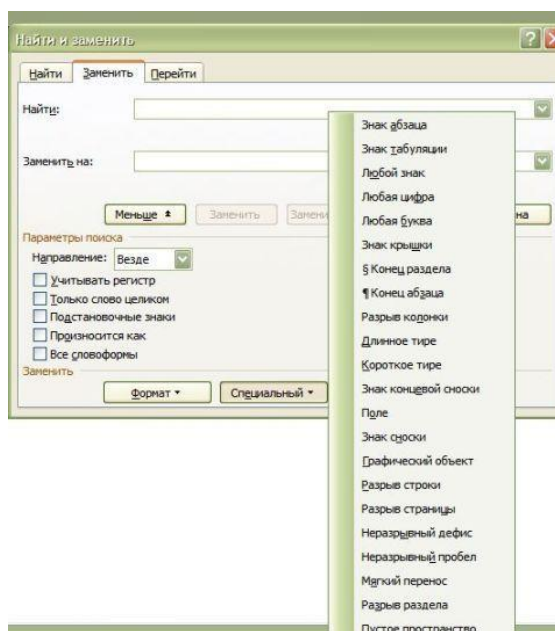 Найти и заменить
Найти Заменить Перейти
Найти:
Заменить на:
Меньше Заменить
Параметры поиска
Направление: Везде
Учитывать регистр
Только слово целиком
Подстановочные знаки
Произносится как
Все словоформы
Заменить
Формат Специальный
Знак абзаца
Знак табуляции
Любой знак
Любая цифра
Любая буква
Знак крышки
§ Конец раздела
¶ Конец абзаца
Разрыв колонки
Длинное тире
Короткое тире
Знак концевой сноски
Поле
Знак сноски
Графический объект
Разрыв строки
Разрыв страницы
Неразрывный дефис
Неразрывный пробел
Мягкий перенос
Разрыв раздела
Пустое пространство